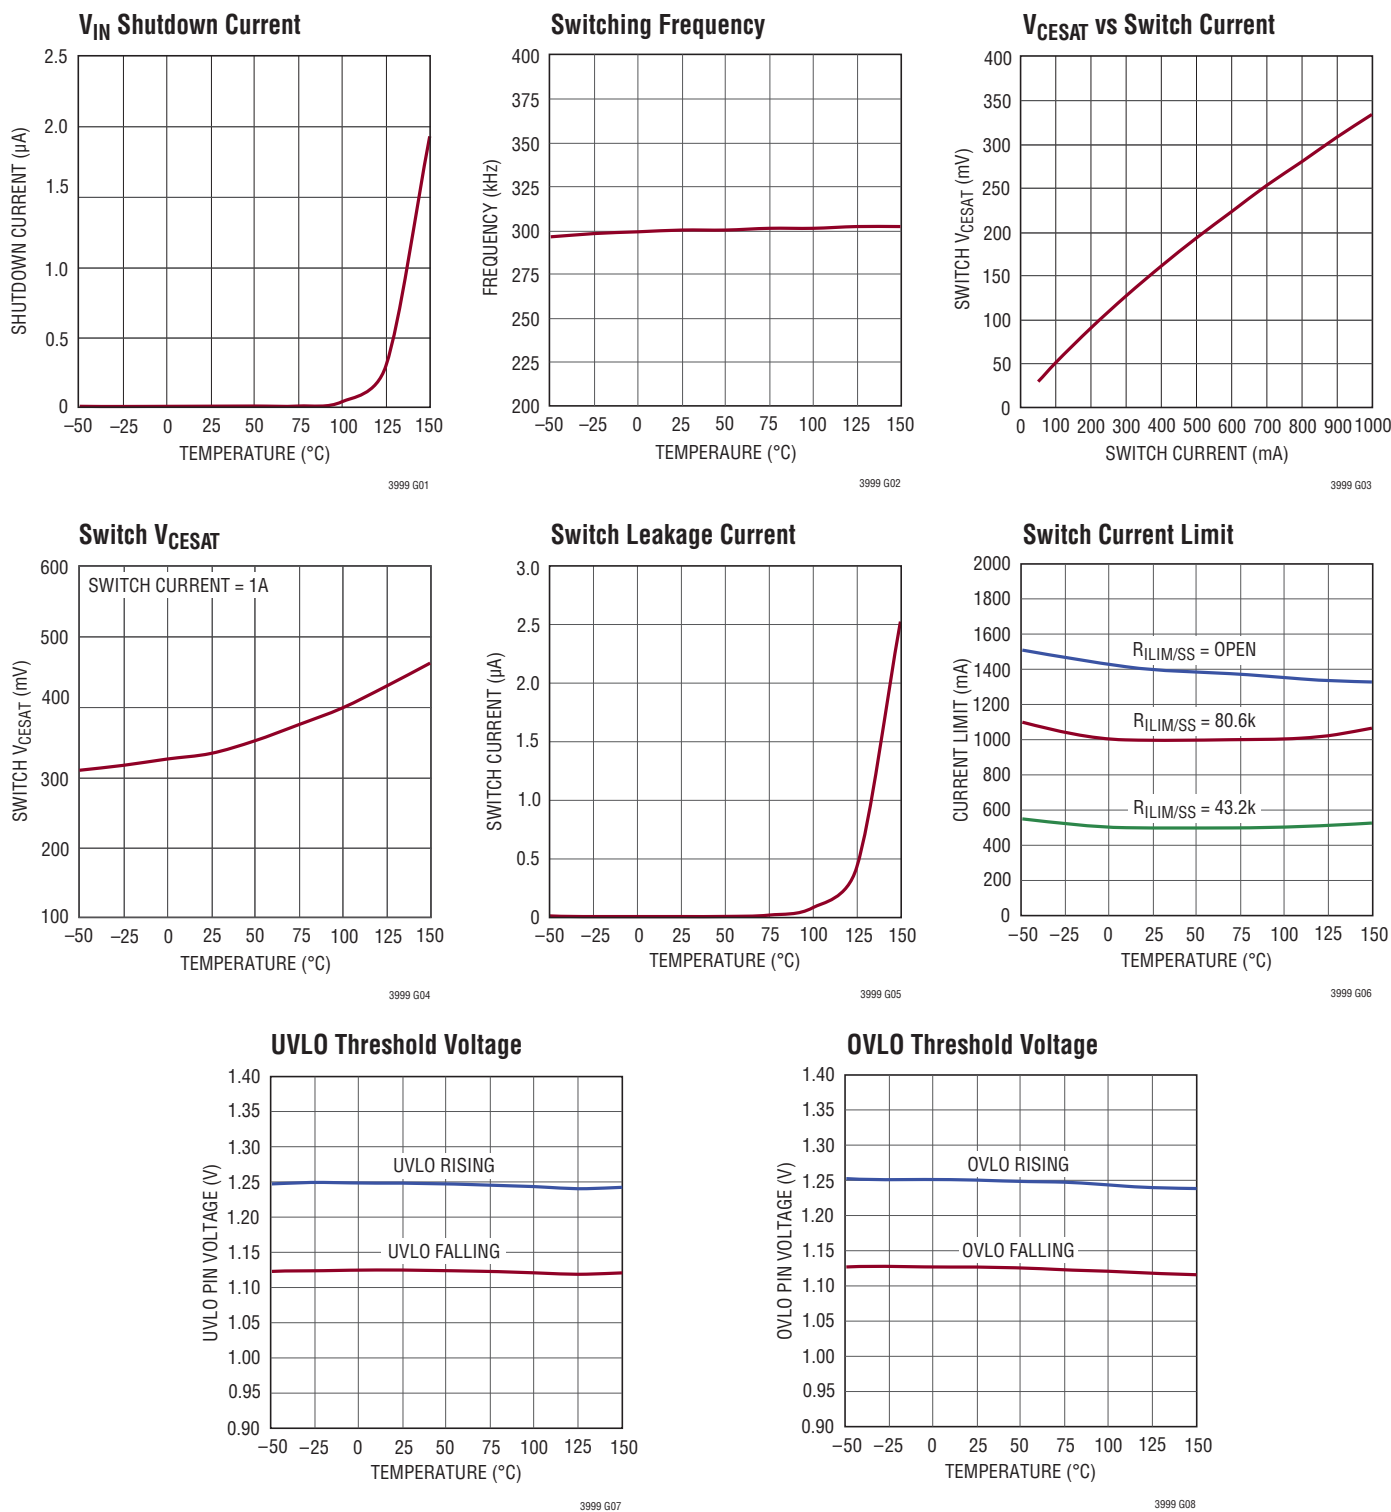 VIN Shutdown Current
2.5
2.0
1.5
1.0
0.5
0
SHUTDOWN CURRENT (µA)
–50 –25 0 25 50 75 100 125 150
TEMPERATURE (°C)
3999 G01
Switching Frequency
400
375
350
325
300
275
250
225
200
FREQUENCY (kHz)
–50 –25 0 25 50 75 100 125 150
TEMPERAURE (°C)
3999 G02
VCESAT vs Switch Current
400
350
300
250
200
150
100
50
0
SWITCH VCESAT (mV)
0 100 200 300 400 500 600 700 800 900 1000
SWITCH CURRENT (mA)
3999 G03
Switch VCESAT
600
500
400
300
200
100
SWITCH VCESAT (mV)
SWITCH CURRENT = 1A
–50 –25 0 25 50 75 100 125 150
TEMPERATURE (°C)
3999 G04
Switch Leakage Current
3.0
2.5
2.0
1.5
1.0
0.5
0
SWITCH CURRENT (µA)
–50 –25 0 25 50 75 100 125 150
TEMPERATURE (°C)
3999 G05
Switch Current Limit
2000
1800
1600
1400
1200
1000
800
600
400
200
0
CURRENT LIMIT (mA)
RILIM/SS = OPEN
RILIM/SS = 80.6k
RILIM/SS = 43.2k
–50 –25 0 25 50 75 100 125 150
TEMPERATURE (°C)
3999 G06
UVLO Threshold Voltage
1.40
1.35
1.30
1.25
1.20
1.15
1.10
1.05
1.00
0.95
0.90
UVLO PIN VOLTAGE (V)
UVLO RISING
UVLO FALLING
–50 –25 0 25 50 75 100 125 150
TEMPERATURE (°C)
3999 G07
OVLO Threshold Voltage
1.40
1.35
1.30
1.25
1.20
1.15
1.10
1.05
1.00
0.95
0.90
OVLO PIN VOLTAGE (V)
OVLO RISING
OVLO FALLING
–50 –25 0 25 50 75 100 125 150
TEMPERATURE (°C)
3999 G08